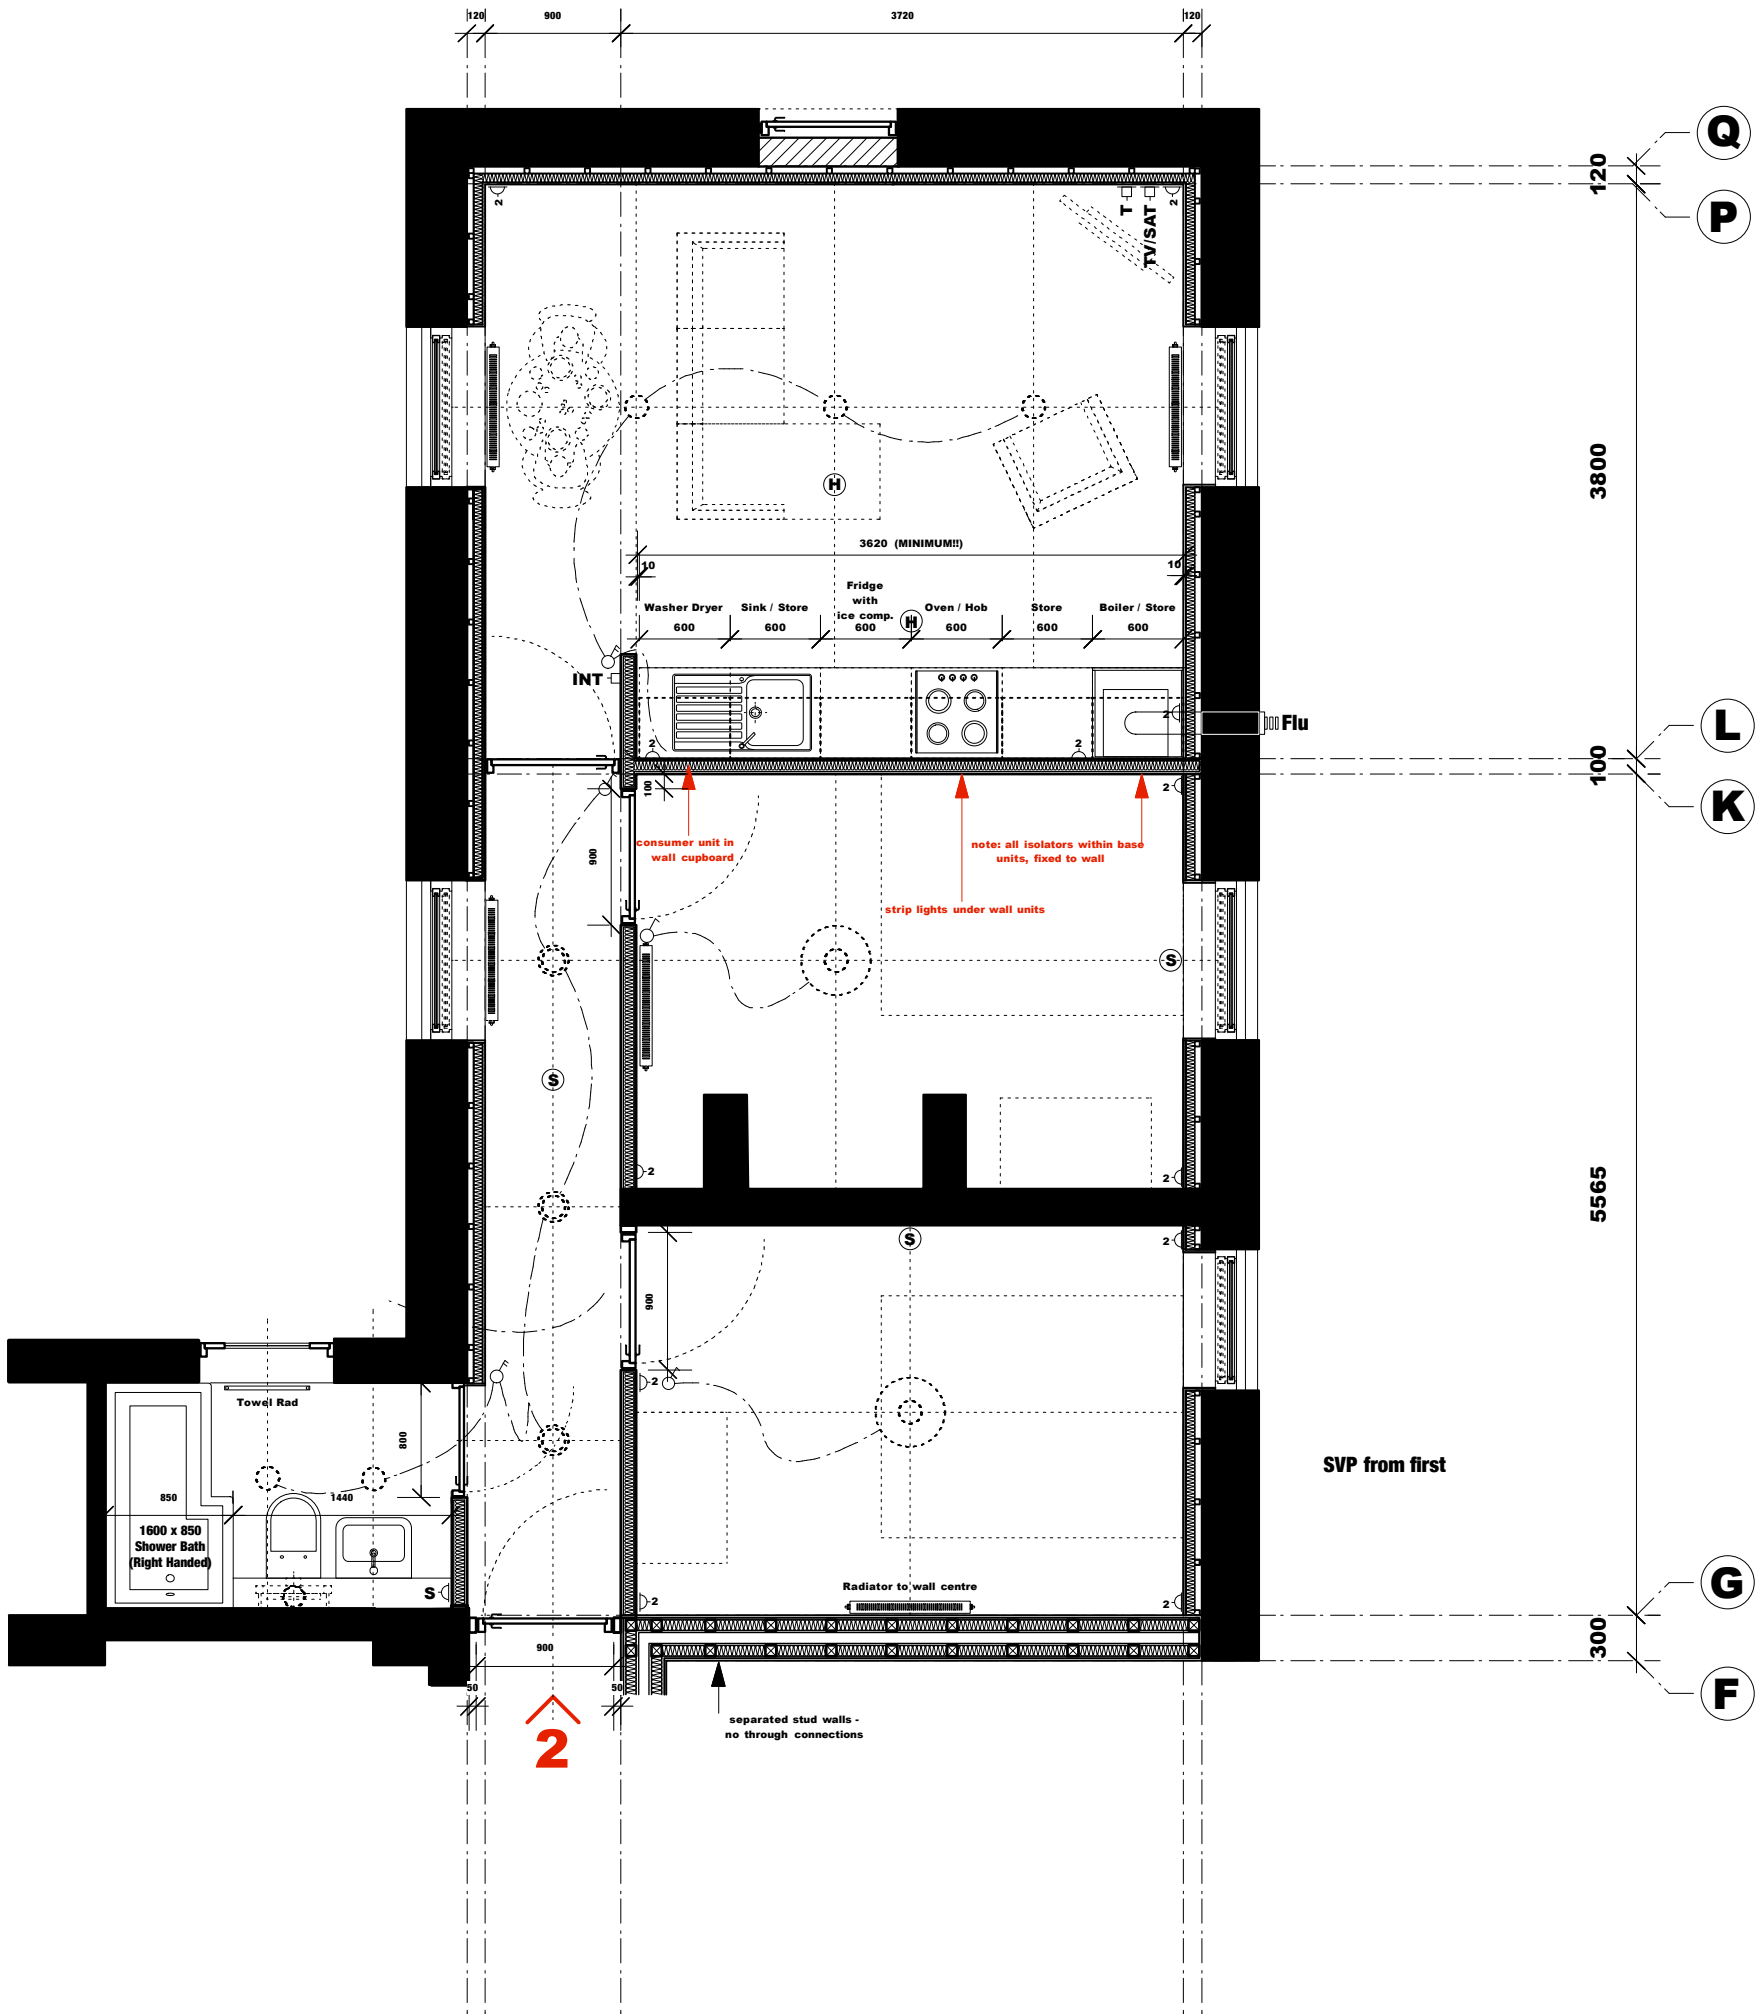 120
900
3720
120
Q
120
P
2
T
TV/SAT
2
3800
H
3620 (MINIMUM!!)
10
10
Fridge
with
ice comp.
H
Washer Dryer
Sink / Store
Oven / Hob
Store
Boiler / Store
600
600
600
600
600
600
INT
2
2
2
Flu
L
100
K
100
2
900
consumer unit in
wall cupboard
note: all isolators within base
units, fixed to wall
strip lights under wall units
S
S
2
2
5565
S
2
900
2
Towel Rad
800
850
1440
SVP from first
1600 x 850
Shower Bath
(Right Handed)
S
Radiator to wall centre
2
2
G
300
900
50
50
F
2
separated stud walls -
no through connections